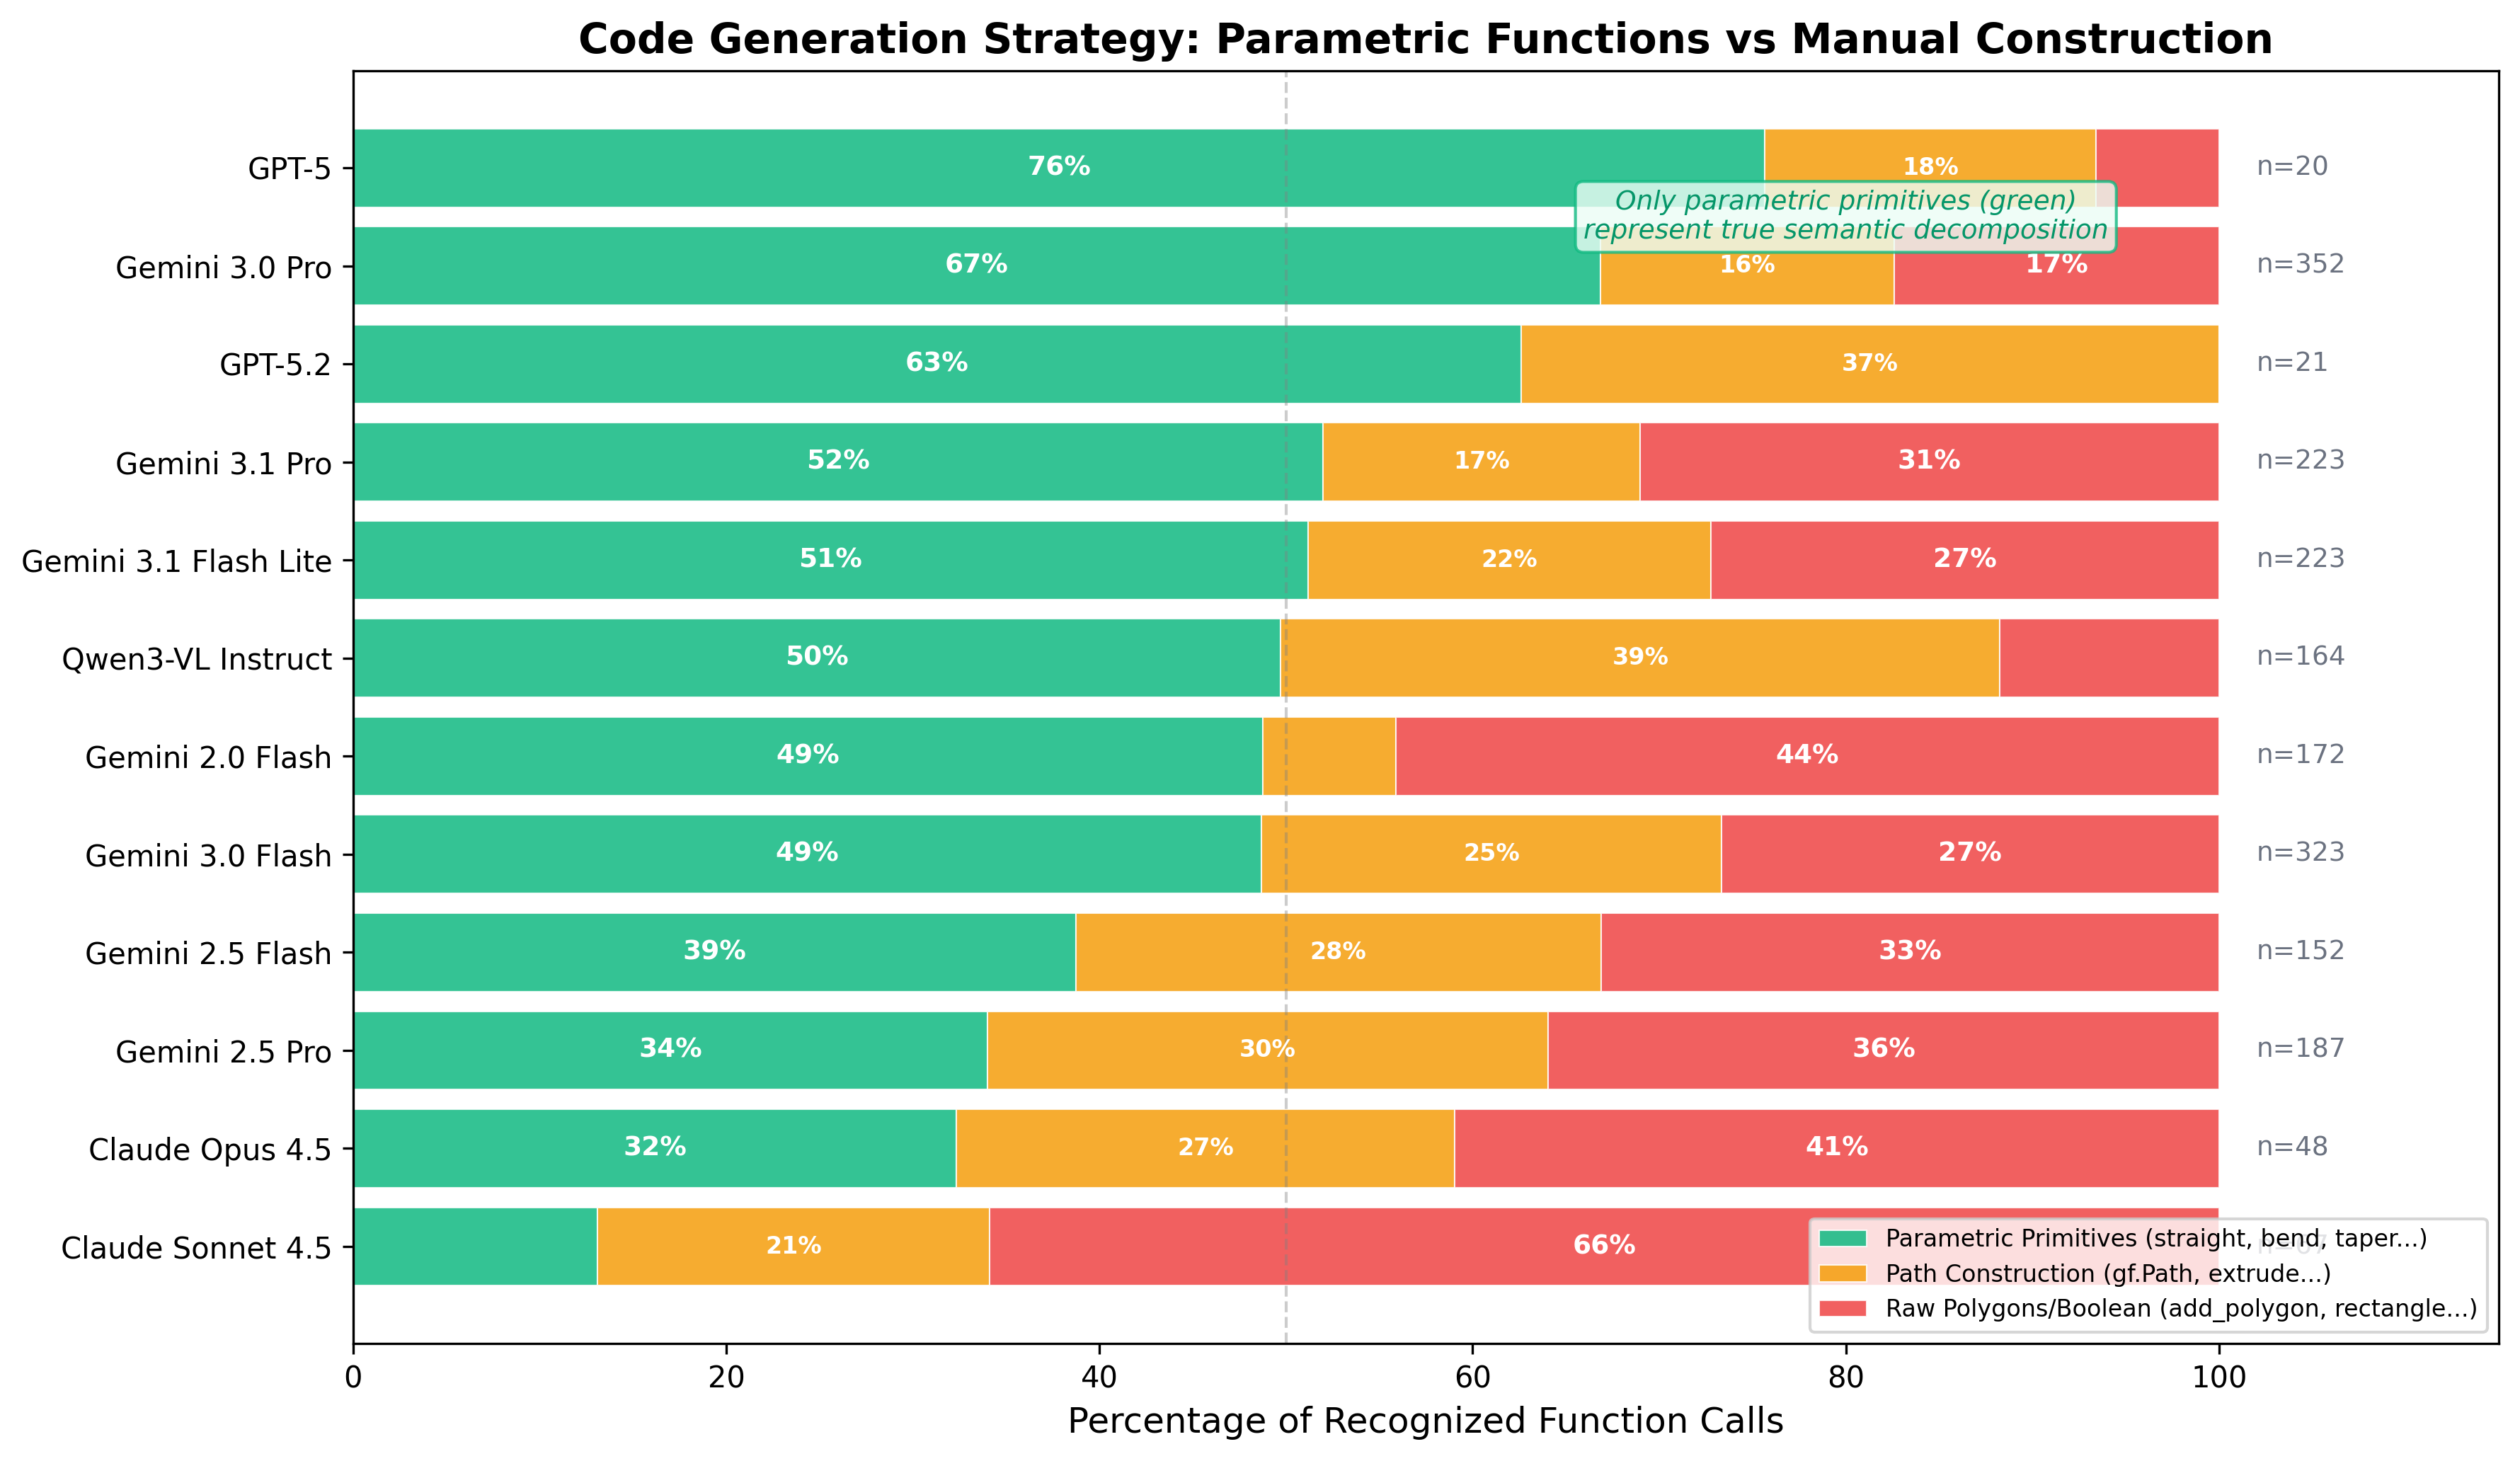 Code Generation Strategy: Parametric Functions vs Manual Construction
GPT-5
76%
18%
n=20
Only parametric primitives (green)
represent true semantic decomposition
Gemini 3.0 Pro
67%
16%
17%
n=352
GPT-5.2
63%
37%
n=21
Gemini 3.1 Pro
52%
17%
31%
n=223
Gemini 3.1 Flash Lite
51%
22%
27%
n=223
Qwen3-VL Instruct
50%
39%
n=164
Gemini 2.0 Flash
49%
44%
n=172
Gemini 3.0 Flash
49%
25%
27%
n=323
Gemini 2.5 Flash
39%
28%
33%
n=152
Gemini 2.5 Pro
34%
30%
36%
n=187
Claude Opus 4.5
32%
27%
41%
n=48
Claude Sonnet 4.5
21%
66%
Parametric Primitives (straight, bend, taper...)
Path Construction (gf.Path, extrude...)
Raw Polygons/Boolean (add_polygon, rectangle...)
0
20
40
60
80
100
Percentage of Recognized Function Calls